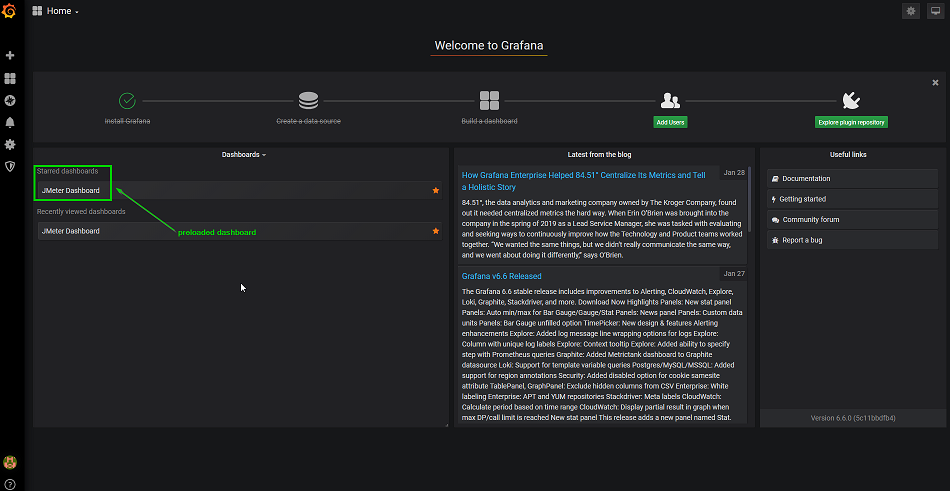 Home
Welcome to Grafana
Install Grafana
Create a data source
Build a dashboard
Add Users
Explore plugin repository
Dashboards
Starred dashboards
JMeter Dashboard
preloaded dashboard
Recently viewed dashboards
JMeter Dashboard
Latest from the blog
How Grafana Enterprise Helped 84.51° Centralize Its Metrics and Tell
a Holistic Story
Jan 28
84.51°, the data analytics and marketing company owned by The Kroger Company, found
out it needed centralized metrics the hard way. When Erin O'Brien was brought into the
company in the spring of 2019 as a Lead Service Manager, she was tasked with evaluating
and seeking ways to continuously improve how the Technology and Product teams worked
together. “We wanted the same things, but we didn't really communicate the same way,
and we went about doing it differently,” says O'Brien.
Grafana v6.6 Released
Jan 27
The Grafana 6.6 stable release includes improvements to Alerting, CloudWatch, Explore,
Loki, Graphite, Stackdriver, and more. Download Now Highlights Panels: New stat panel
Panels: Auto min/max for Bar Gauge/Gauge/Stat Panels: News panel Panels: Custom data
units Panels: Bar Gauge unfilled option TimePicker: New design & features Alerting
enhancements Explore: Added log message line wrapping options for logs Explore:
Column with unique log labels Explore: Context tooltip Explore: Added ability to specify
step with Prometheus queries Graphite: Added Metrictank dashboard to Graphite
datasource Loki: Support for template variable queries Postgres/MySQL/MSSQL: Added
support for region annotations Security: Added disabled option for cookie samesite
attribute TablePanel, GraphPanel: Exclude hidden columns from CSV Enterprise: White
labeling Enterprise: APT and YUM repositories Stackdriver: Meta labels CloudWatch:
Calculate period based on time range CloudWatch: Display partial result in graph when
max DP/call limit is reached New stat panel This release adds a new panel named Stat.
Useful links
Documentation
Getting started
Community forum
Report a bug
Version 6.6.0 (5c11bbdfb4)